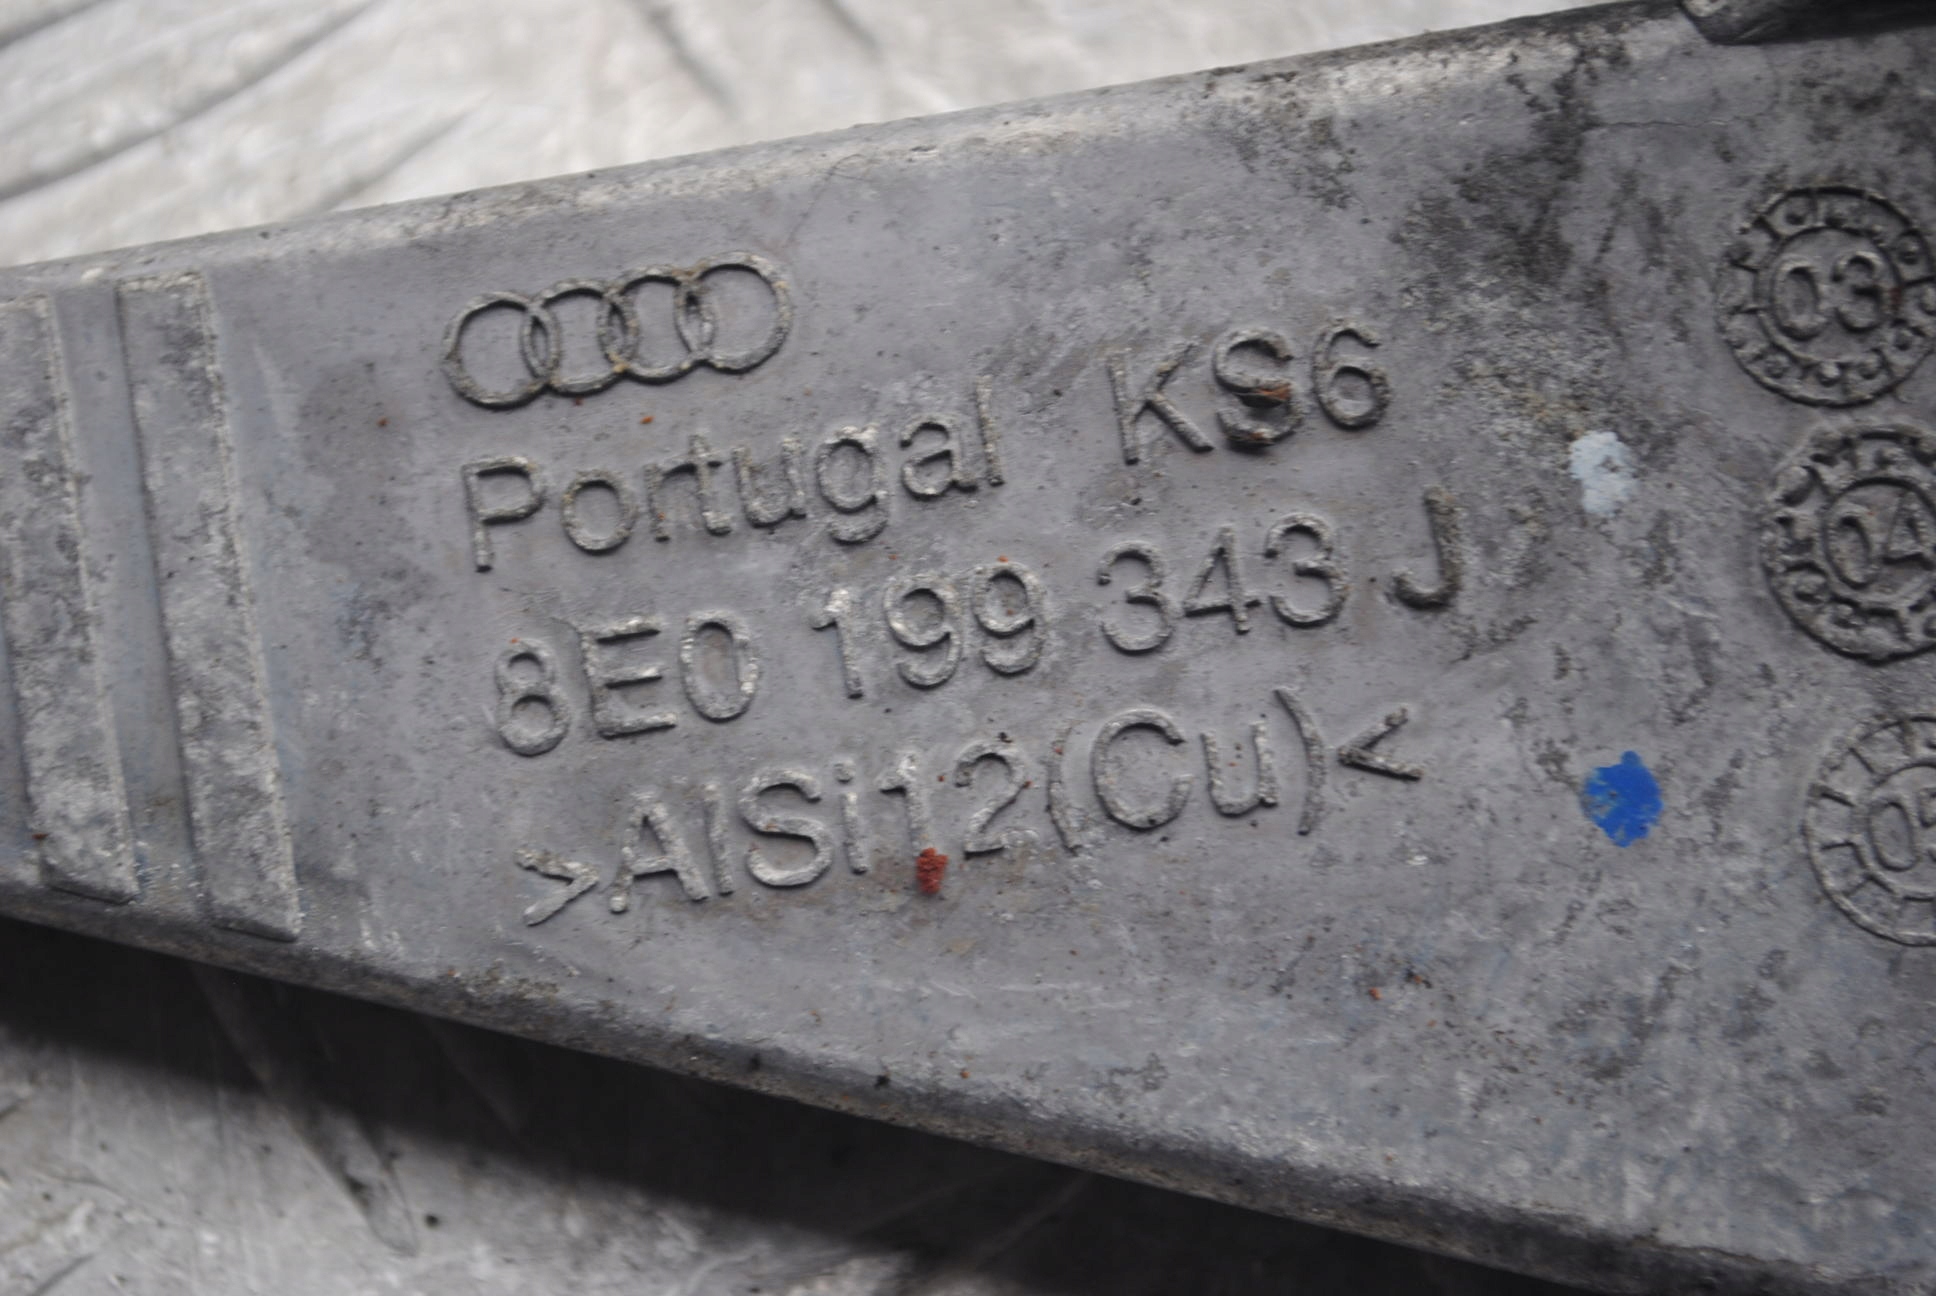 Portugal KS6
8E0 199 343 J
>AlSi12(Cu)<
03
04